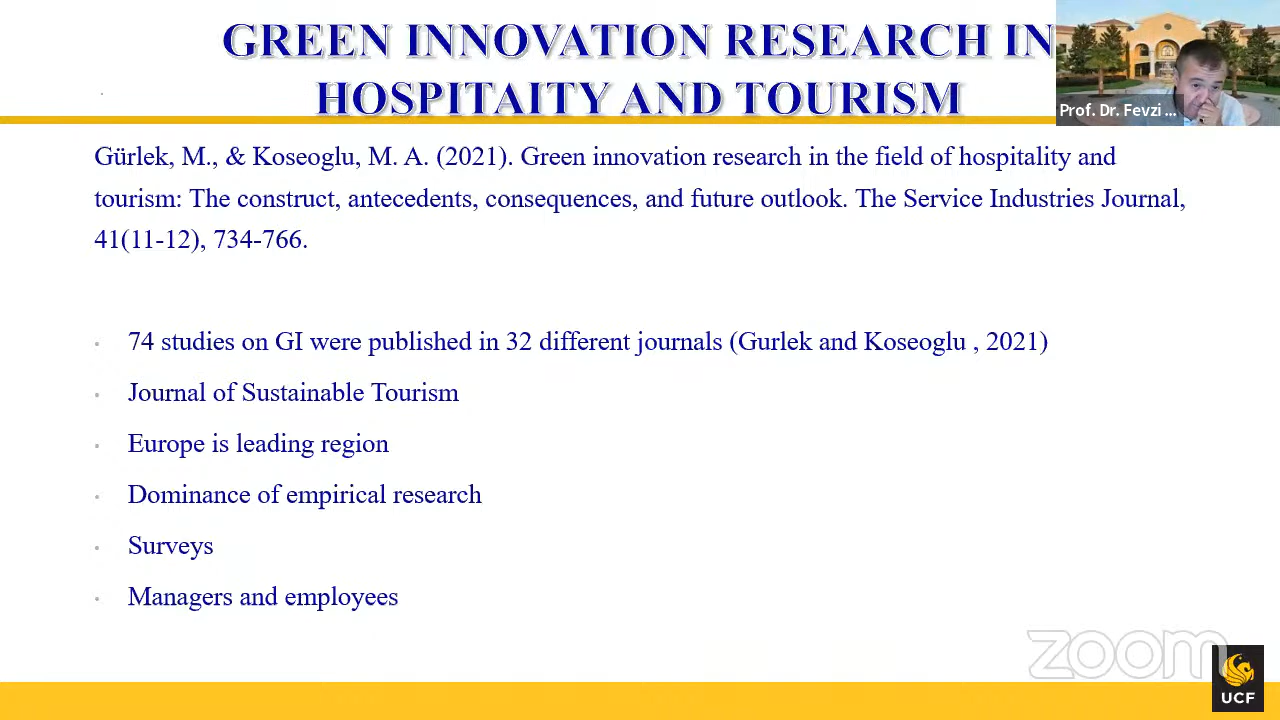 GREEN INNOVATION RESEARCH IN
HOSPITAITY AND TOURISM
Prof. Dr. Fevzi ...
Gürlek, M., & Koseoglu, M. A. (2021). Green innovation research in the field of hospitality and
tourism: The construct, antecedents, consequences, and future outlook. The Service Industries Journal,
41(11-12), 734-766.
74 studies on GI were published in 32 different journals (Gurlek and Koseoglu , 2021)
Journal of Sustainable Tourism
Europe is leading region
Dominance of empirical research
Surveys
Managers and employees
zoom
UCF